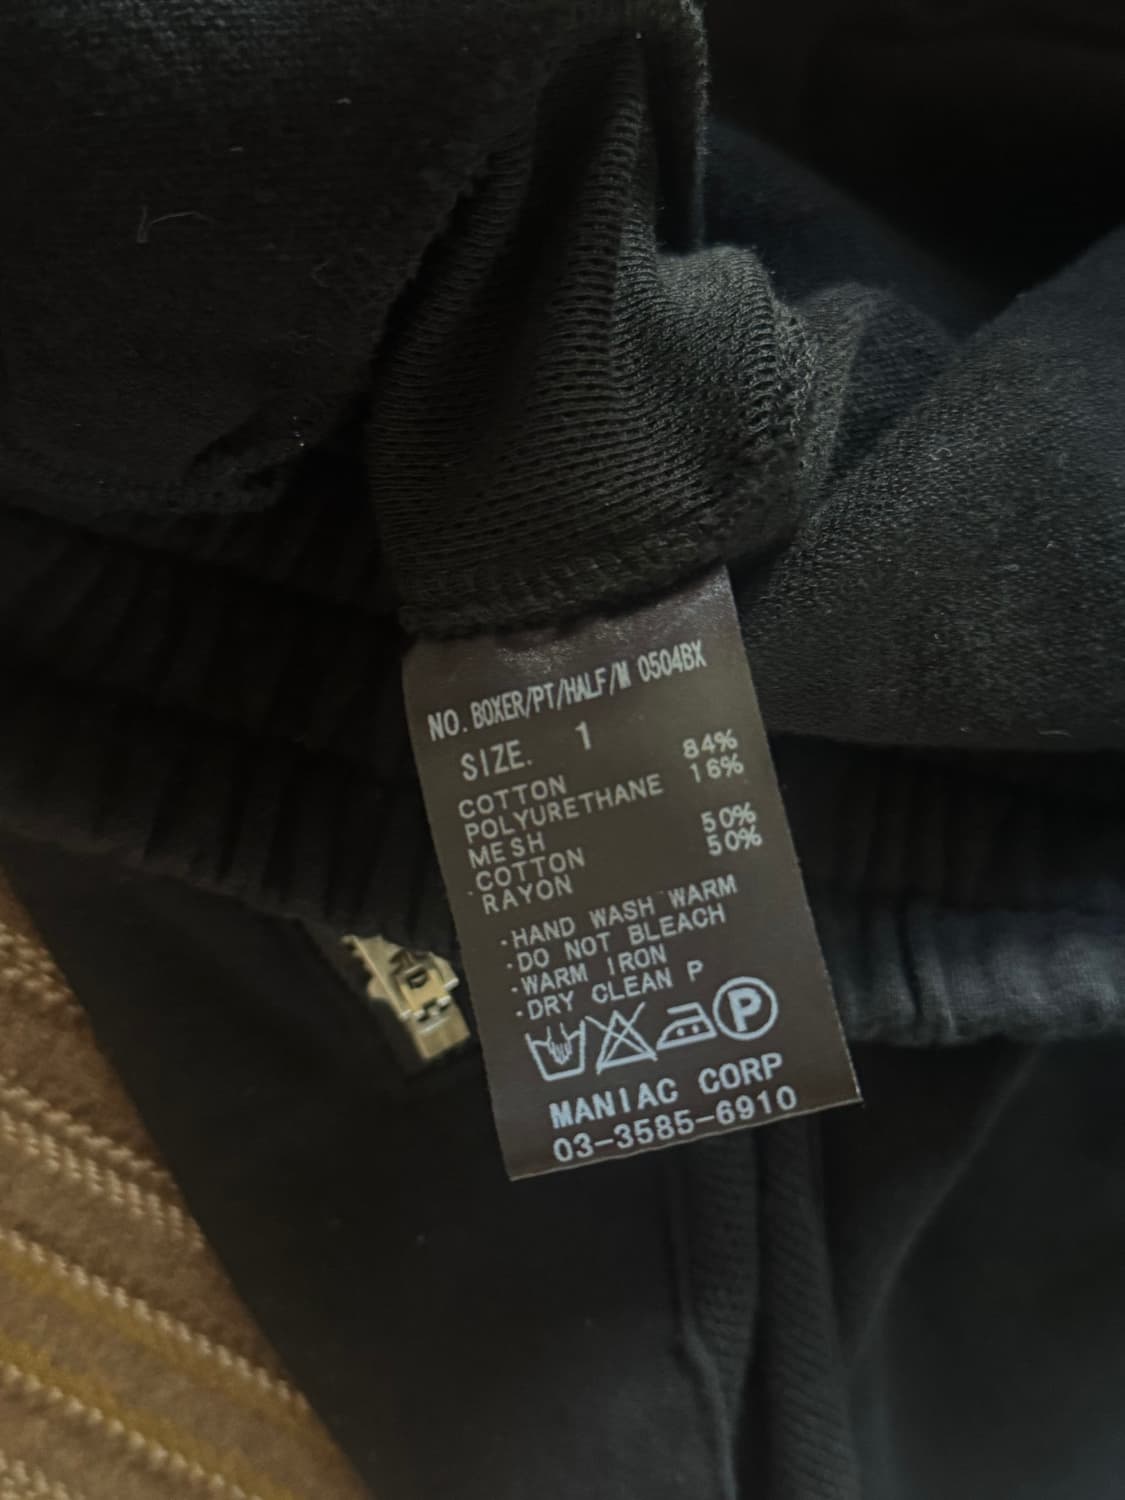 NO. BOXER/PT/HALF/M 0504BX
SIZE. 1
COTTON 84%
POLYURETHANE 16%
MESH
·COTTON 50%
RAYON 50%
·HAND WASH WARM
·DO NOT BLEACH
·WARM IRON
·DRY CLEAN P
P
MANIAC CORP
03-3585-6910